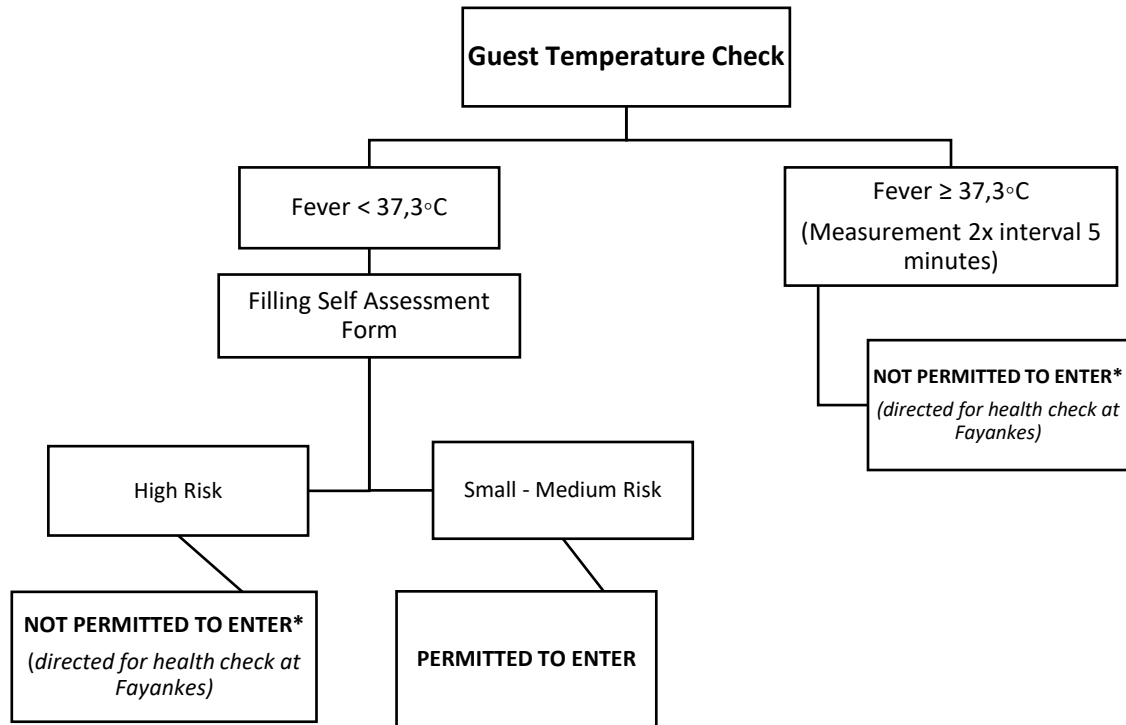 Guest Temperature Check
Fever < 37,3◦C
Fever ≥ 37,3◦C
(Measurement 2x interval 5
minutes)
Filling Self Assessment
Form
NOT PERMITTED TO ENTER*
(directed for health check at
Fayankes)
High Risk
Small - Medium Risk
NOT PERMITTED TO ENTER*
(directed for health check at
Fayankes)
PERMITTED TO ENTER